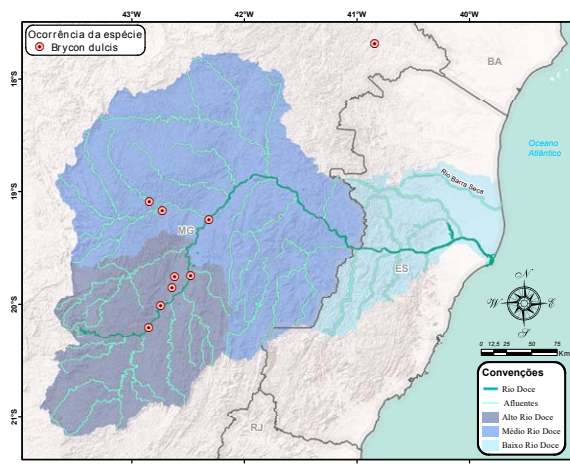 43°S
42°S
41°S
40°S
Ocorrência da espécie
Brycon dulcis
18°S
19°S
20°S
21°S
BA
Oceano
Atlântico
Rio Barra Seca
MG
ES
RJ
N
W
E
S
0 12,5 25 50 75
Km
Convenções
Rio Doce
Afluentes
Alto Rio Doce
Médio Rio Doce
Baixo Rio Doce